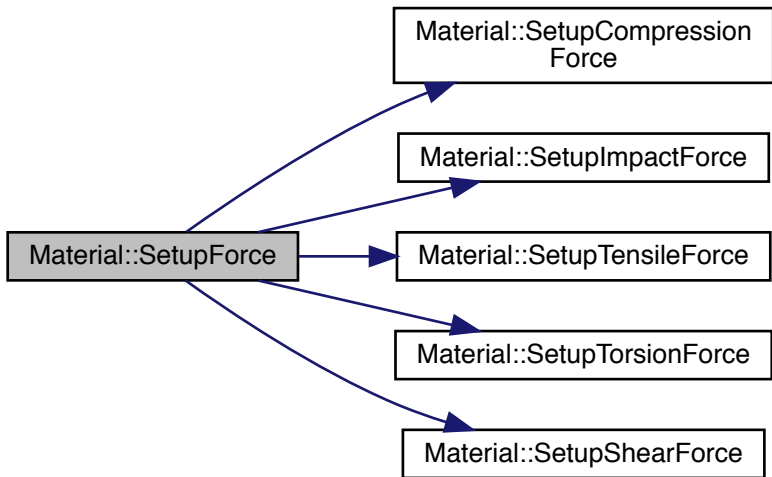 Material::SetupCompression
Force
Material::SetupImpactForce
Material::SetupForce
Material::SetupTensileForce
Material::SetupTorsionForce
Material::SetupShearForce